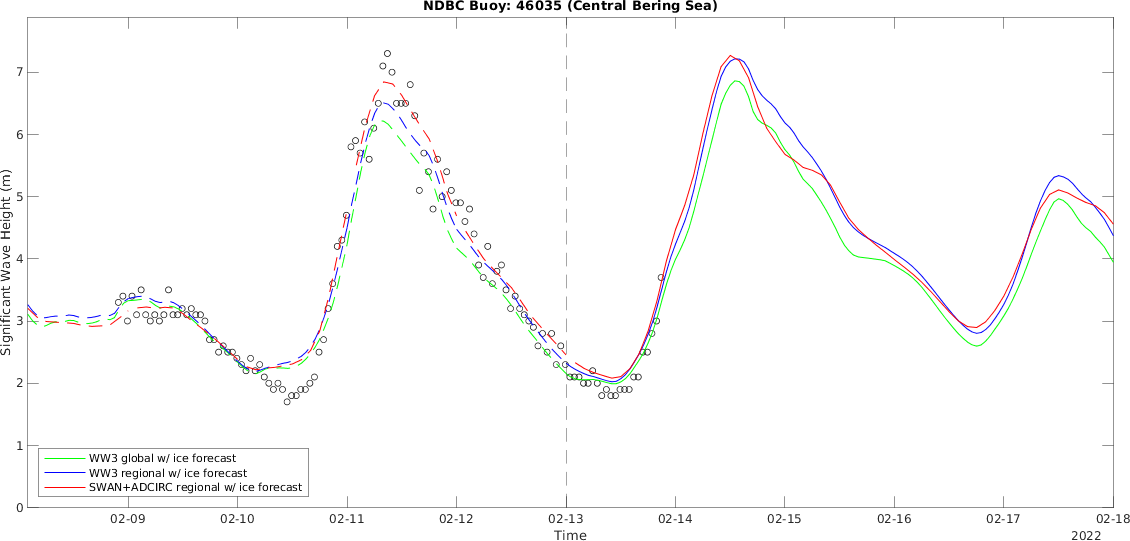 NDBC Buoy: 46035 (Central Bering Sea)
Significant Wave Height (m)
7
6
5
4
3
2
1
0
WW3 global w/ ice forecast
WW3 regional w/ ice forecast
SWAN+ADCIRC regional w/ ice forecast
02-09 02-10 02-11 02-12 02-13 02-14 02-15 02-16 02-17 02-18
Time
2022